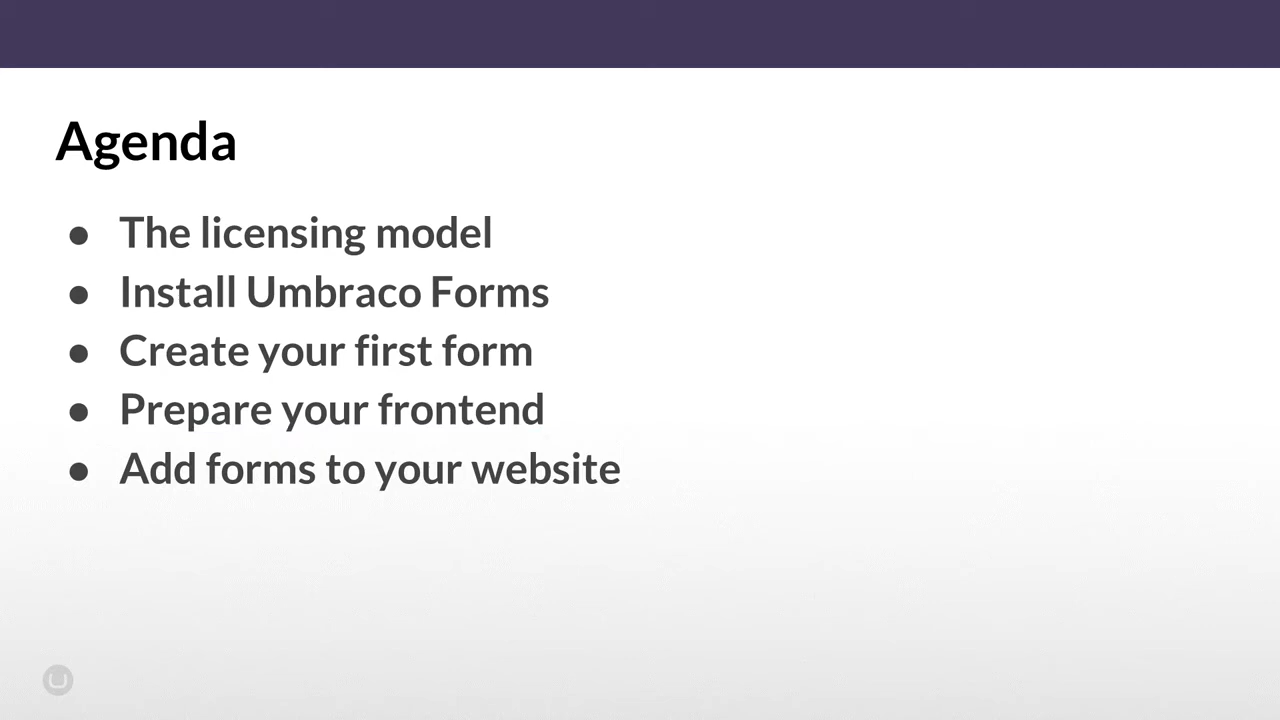 Agenda
● The licensing model
● Install Umbraco Forms
● Create your first form
● Prepare your frontend
● Add forms to your website